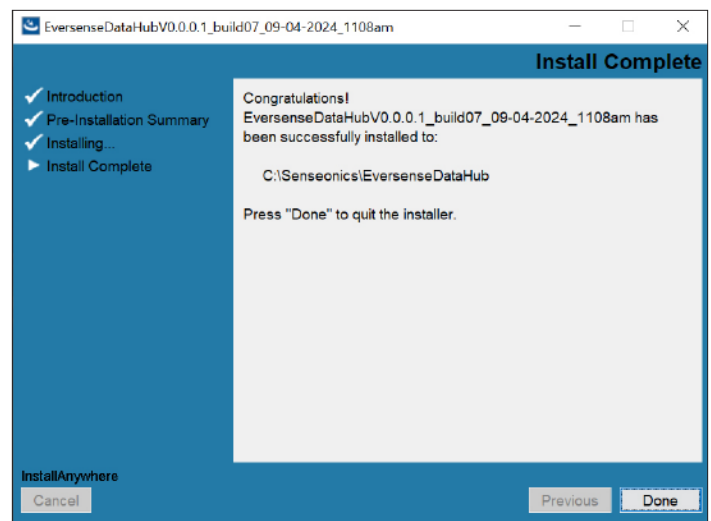 EversenseDataHubV0.0.0.1_build07_09-04-2024_1108am
Install Complete
Introduction
Pre-Installation Summary
Installing...
Install Complete
Congratulations!
EversenseDataHubV0.0.0.1_build07_09-04-2024_1108am has
been successfully installed to:
C:\Senseonics\EversenseDataHub
Press "Done" to quit the installer.
InstallAnywhere
Cancel
Previous
Done